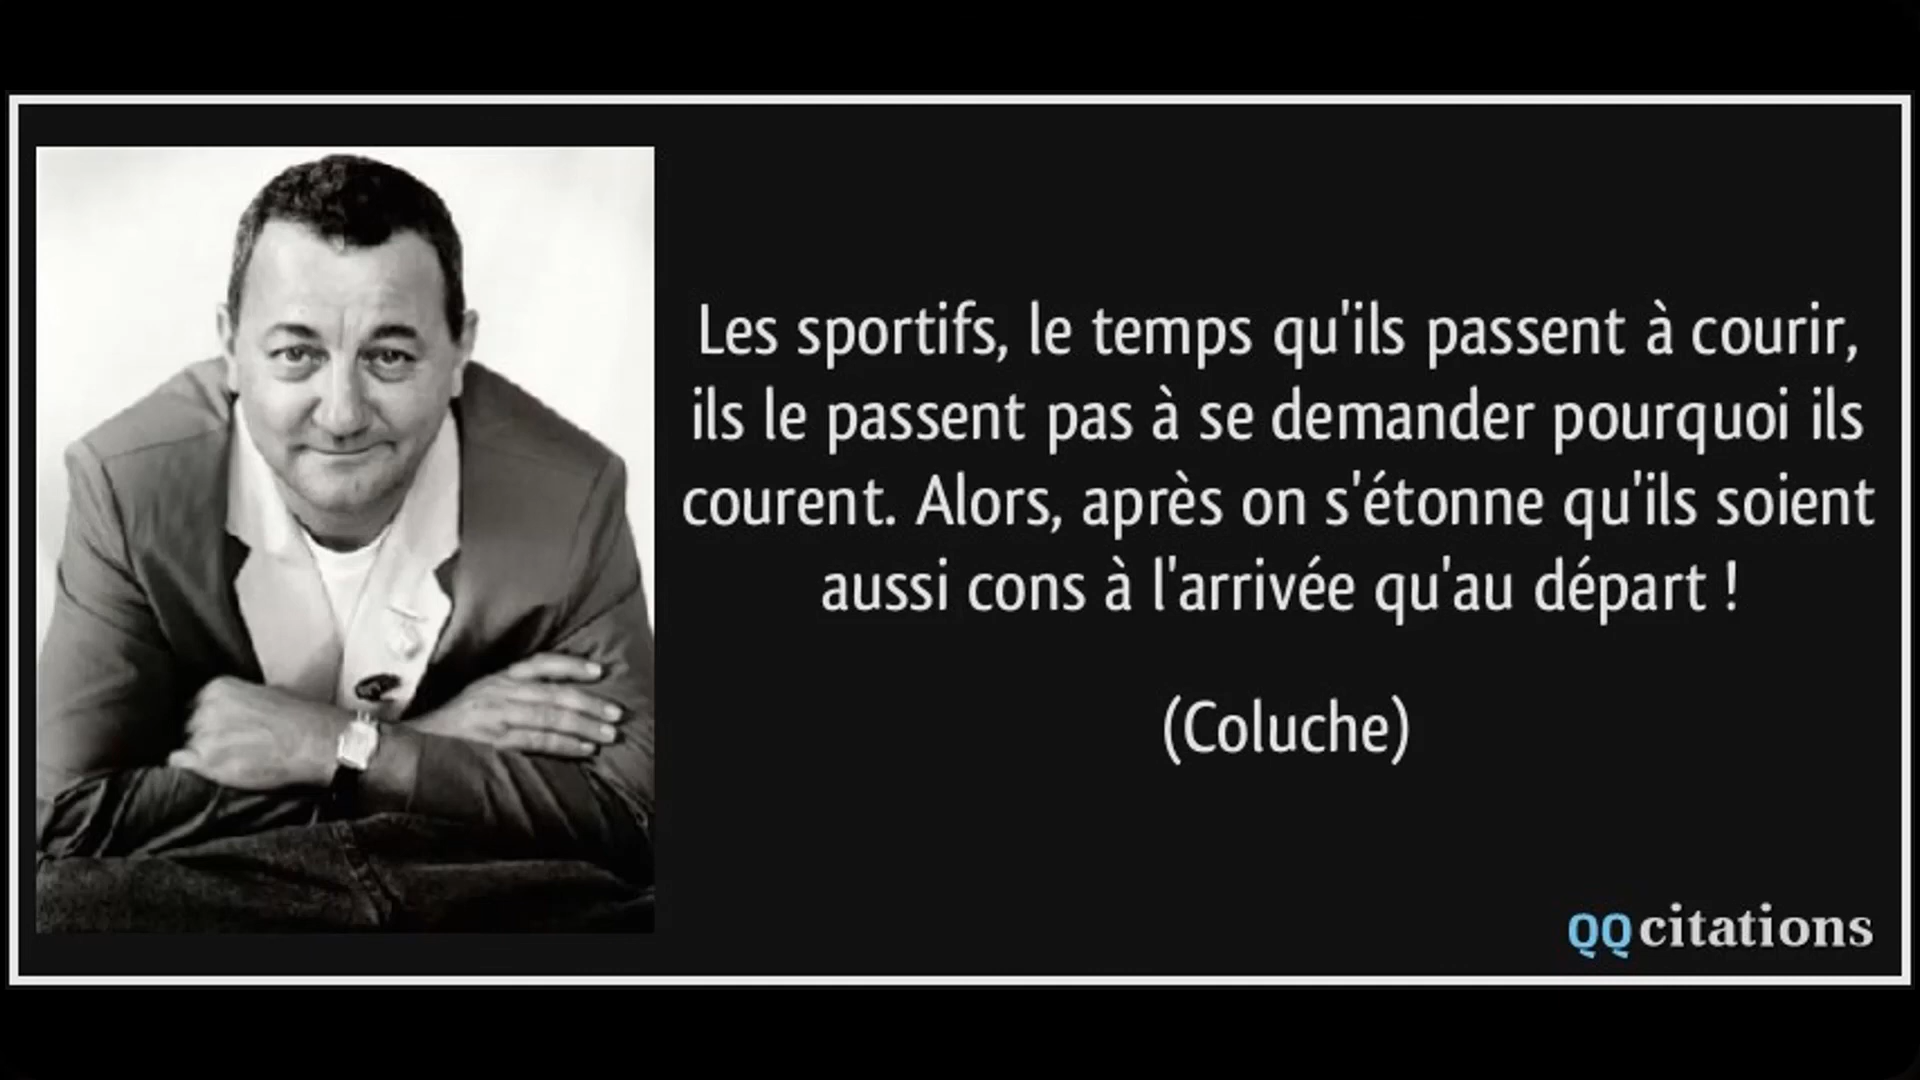 Les sportifs, le temps qu'ils passent à courir,
ils le passent pas à se demander pourquoi ils
courent. Alors, après on s'étonne qu'ils soient
aussi cons à l'arrivée qu'au départ !
(Coluche)
QQcitations